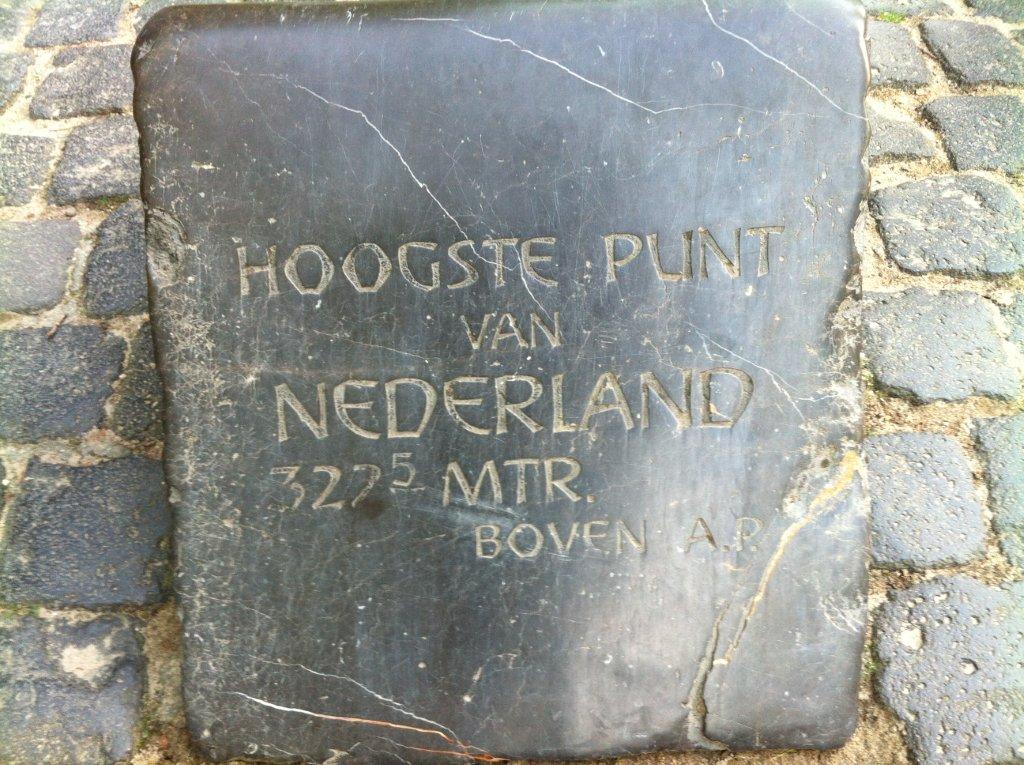 HOOGSTE PUNT
VAN
NEDERLAND
322⁵ MTR.
BOVEN A.P.